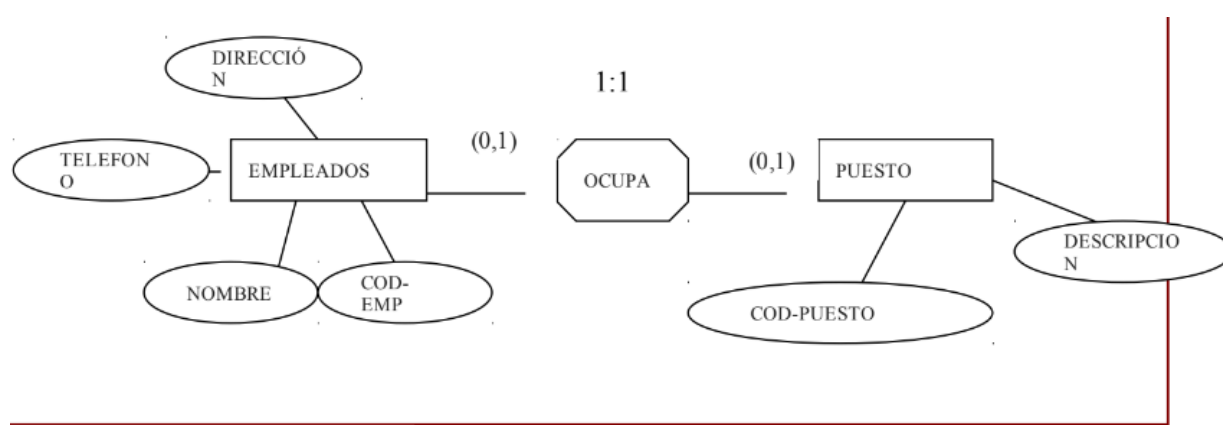 DIRECCIÓ
N
1:1
(0,1)
(0,1)
TELEFON
O
EMPLEADOS
OCUPA
PUESTO
DESCRIPCIO
N
NOMBRE
COD-
EMP
COD-PUESTO